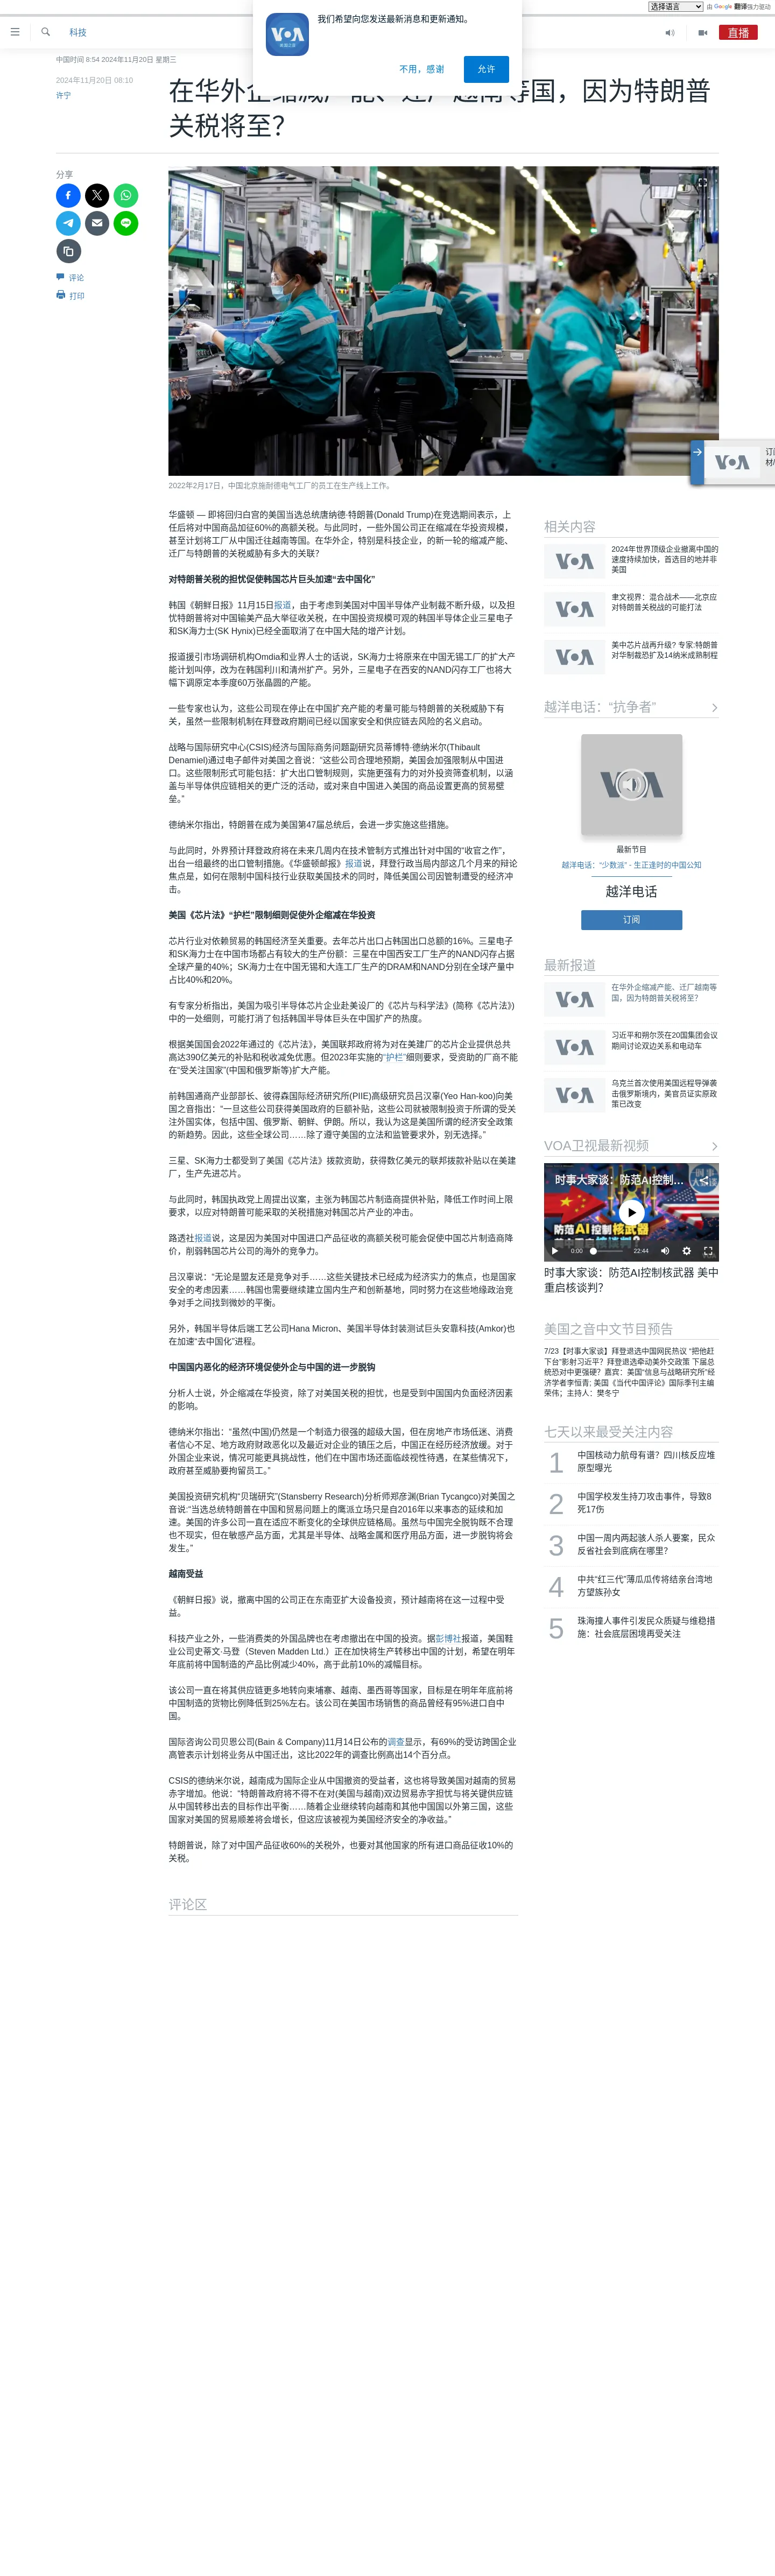 选择语言
由 Google 翻译强力驱动
我们希望向您发送最新消息和更新通知。
不用，感谢
允许
科技
直播
中国时间 8:54 2024年11月20日 星期三
2024年11月20日 08:10
许宁
在华外企缩减产能、迁厂越南等国，因为特朗普
关税将至？
分享
评论
打印
2022年2月17日，中国北京施耐德电气工厂的员工在生产线上工作。
华盛顿 — 即将回归白宫的美国当选总统唐纳德·特朗普(Donald Trump)在竞选期间表示，上
任后将对中国商品加征60%的高额关税。与此同时，一些外国公司正在缩减在华投资规模，
甚至计划将工厂从中国迁往越南等国。在华外企，特别是科技企业，的新一轮的缩减产能、
迁厂与特朗普的关税威胁有多大的关联？
对特朗普关税的担忧促使韩国芯片巨头加速“去中国化”
韩国《朝鲜日报》11月15日报道，由于考虑到美国对中国半导体产业制裁不断升级，以及担
忧特朗普将对中国输美产品大举征收关税，在中国投资规模可观的韩国半导体企业三星电子
和SK海力士(SK Hynix)已经全面取消了在中国大陆的增产计划。
报道援引市场调研机构Omdia和业界人士的话说，SK海力士将原来在中国无锡工厂的扩大产
能计划叫停，改为在韩国利川和清州扩产。另外，三星电子在西安的NAND闪存工厂也将大
幅下调原定本季度60万张晶圆的产能。
一些专家也认为，这些公司现在停止在中国扩充产能的考量可能与特朗普的关税威胁下有
关，虽然一些限制机制在拜登政府期间已经以国家安全和供应链去风险的名义启动。
战略与国际研究中心(CSIS)经济与国际商务问题副研究员蒂博特·德纳米尔(Thibault
Denamiel)通过电子邮件对美国之音说：“这些公司合理地预期，美国会加强限制从中国进
口。这些限制形式可能包括：扩大出口管制规则，实施更强有力的对外投资筛查机制，以涵
盖与半导体供应链相关的更广泛的活动，或对来自中国进入美国的商品设置更高的贸易壁
垒。”
德纳米尔指出，特朗普在成为美国第47届总统后，会进一步实施这些措施。
与此同时，外界预计拜登政府将在未来几周内在技术管制方式推出针对中国的“收官之作”，
出台一组最终的出口管制措施。《华盛顿邮报》报道说，拜登行政当局内部这几个月来的辩论
焦点是，如何在限制中国科技行业获取美国技术的同时，降低美国公司因管制遭受的经济冲
击。
美国《芯片法》“护栏”限制细则促使外企缩减在华投资
芯片行业对依赖贸易的韩国经济至关重要。去年芯片出口占韩国出口总额的16%。三星电子
和SK海力士在中国市场都占有较大的生产份额：三星在中国西安工厂生产的NAND闪存占据
全球产量的40%；SK海力士在中国无锡和大连工厂生产的DRAM和NAND分别在全球产量中
占比40%和20%。
有专家分析指出，美国为吸引半导体芯片企业赴美设厂的《芯片与科学法》(简称《芯片法》)
中的一处细则，可能打消了包括韩国半导体巨头在中国扩产的热度。
根据美国国会2022年通过的《芯片法》，美国联邦政府将为对在美建厂的芯片企业提供总共
高达390亿美元的补贴和税收减免优惠。但2023年实施的“护栏”细则要求，受资助的厂商不能
在“受关注国家”(中国和俄罗斯等)扩大产能。
前韩国通商产业部部长、彼得森国际经济研究所(PIIE)高级研究员吕汉辜(Yeo Han-koo)向美
国之音指出：“一旦这些公司获得美国政府的巨额补贴，这些公司就被限制投资于所谓的受关
注外国实体，包括中国、俄罗斯、朝鲜、伊朗。所以，我认为这是美国所谓的经济安全政策
的新趋势。因此，这些全球公司……除了遵守美国的立法和监管要求外，别无选择。”
三星、SK海力士都受到了美国《芯片法》拨款资助，获得数亿美元的联邦拨款补贴以在美建
厂，生产先进芯片。
与此同时，韩国执政党上周提出议案，主张为韩国芯片制造商提供补贴，降低工作时间上限
要求，以应对特朗普可能采取的关税措施对韩国芯片产业的冲击。
路透社报道说，这是因为美国对中国进口产品征收的高额关税可能会促使中国芯片制造商降
价，削弱韩国芯片公司的海外的竞争力。
吕汉辜说：“无论是盟友还是竞争对手……这些关键技术已经成为经济实力的焦点，也是国家
安全的考虑因素……韩国也需要继续建立国内生产和创新基地，同时努力在这些地缘政治竞
争对手之间找到微妙的平衡。
另外，韩国半导体后端工艺公司Hana Micron、美国半导体封装测试巨头安靠科技(Amkor)也
在加速“去中国化”进程。
中国国内恶化的经济环境促使外企与中国的进一步脱钩
分析人士说，外企缩减在华投资，除了对美国关税的担忧，也是受到中国国内负面经济因素
的影响。
德纳米尔指出：“虽然(中国)仍然是一个制造力很强的超级大国，但在房地产市场低迷、消费
者信心不足、地方政府财政恶化以及最近对企业的镇压之后，中国正在经历经济放缓。对于
外国企业来说，情况可能更具挑战性，他们在中国市场还面临歧视性待遇，在某些情况下，
政府甚至威胁要拘留员工。”
美国投资研究机构“贝瑞研究”(Stansberry Research)分析师郑彦渊(Brian Tycangco)对美国之
音说:“当选总统特朗普在中国和贸易问题上的鹰派立场只是自2016年以来事态的延续和加
速。美国的许多公司一直在适应不断变化的全球供应链格局。虽然与中国完全脱钩既不合理
也不现实，但在敏感产品方面，尤其是半导体、战略金属和医疗用品方面，进一步脱钩将会
发生。”
越南受益
《朝鲜日报》说，撤离中国的公司正在东南亚扩大设备投资，预计越南将在这一过程中受
益。
科技产业之外，一些消费类的外国品牌也在考虑撤出在中国的投资。据彭博社报道，美国鞋
业公司史蒂文·马登（Steven Madden Ltd.）正在加快将生产转移出中国的计划，希望在明年
年底前将中国制造的产品比例减少40%，高于此前10%的减幅目标。
该公司一直在将其供应链更多地转向柬埔寨、越南、墨西哥等国家，目标是在明年年底前将
中国制造的货物比例降低到25%左右。该公司在美国市场销售的商品曾经有95%进口自中
国。
国际咨询公司贝恩公司(Bain & Company)11月14日公布的调查显示，有69%的受访跨国企业
高管表示计划将业务从中国迁出，这比2022年的调查比例高出14个百分点。
CSIS的德纳米尔说，越南成为国际企业从中国撤资的受益者，这也将导致美国对越南的贸易
赤字增加。他说：“特朗普政府将不得不在对(美国与越南)双边贸易赤字担忧与将关键供应链
从中国转移出去的目标作出平衡……随着企业继续转向越南和其他中国国以外第三国，这些
国家对美国的贸易顺差将会增长，但这应该被视为美国经济安全的净收益。”
特朗普说，除了对中国产品征收60%的关税外，也要对其他国家的所有进口商品征收10%的
关税。
评论区
相关内容
VOA
2024年世界顶级企业撤离中国的
速度持续加快，首选目的地并非
美国
VOA
聿文视界：混合战术——北京应
对特朗普关税战的可能打法
VOA
美中芯片战再升级? 专家:特朗普
对华制裁恐扩及14纳米成熟制程
越洋电话：“抗争者”
VOA
最新节目
越洋电话：“少数派” - 生正逢时的中国公知
越洋电话
订阅
最新报道
VOA
在华外企缩减产能、迁厂越南等
国，因为特朗普关税将至？
VOA
习近平和朔尔茨在20国集团会议
期间讨论双边关系和电动车
VOA
乌克兰首次使用美国远程导弹袭
击俄罗斯境内，美官员证实原政
策已改变
VOA卫视最新视频
时事大家谈：防范AI控制...
防范AI控制核武器
0:00
22:44
时事大家谈：防范AI控制核武器 美中
重启核谈判？
美国之音中文节目预告
7/23【时事大家谈】拜登退选中国网民热议 “把他赶
下台”影射习近平？拜登退选牵动美外交政策 下届总
统恐对中更强硬？嘉宾：美国“信息与战略研究所”经
济学者李恒青; 美国《当代中国评论》国际季刊主编
荣伟；主持人：樊冬宁
七天以来最受关注内容
1
中国核动力航母有谱？四川核反应堆
原型曝光
2
中国学校发生持刀攻击事件，导致8
死17伤
3
中国一周内两起骇人杀人要案，民众
反省社会到底病在哪里？
4
中共“红三代”薄瓜瓜传将结亲台湾地
方望族孙女
5
珠海撞人事件引发民众质疑与维稳措
施：社会底层困境再受关注